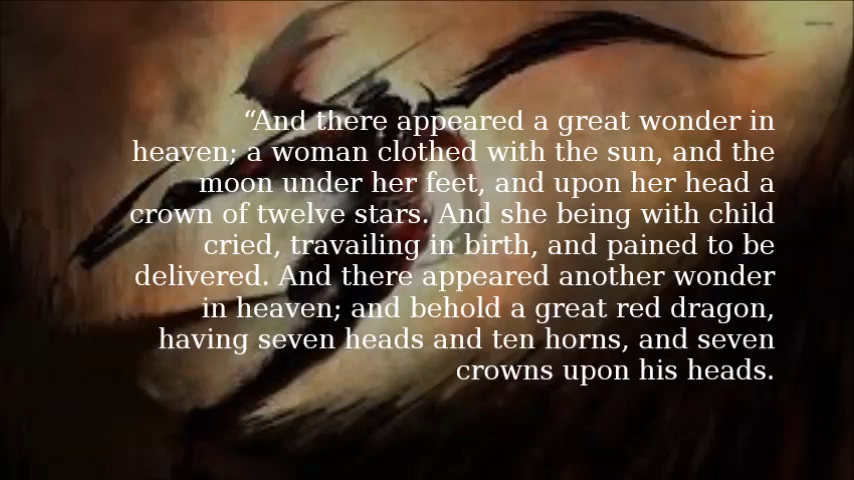 “And there appeared a great wonder in
heaven; a woman clothed with the sun, and the
moon under her feet, and upon her head a
crown of twelve stars. And she being with child
cried, travailing in birth, and pained to be
delivered. And there appeared another wonder
in heaven; and behold a great red dragon,
having seven heads and ten horns, and seven
crowns upon his heads.